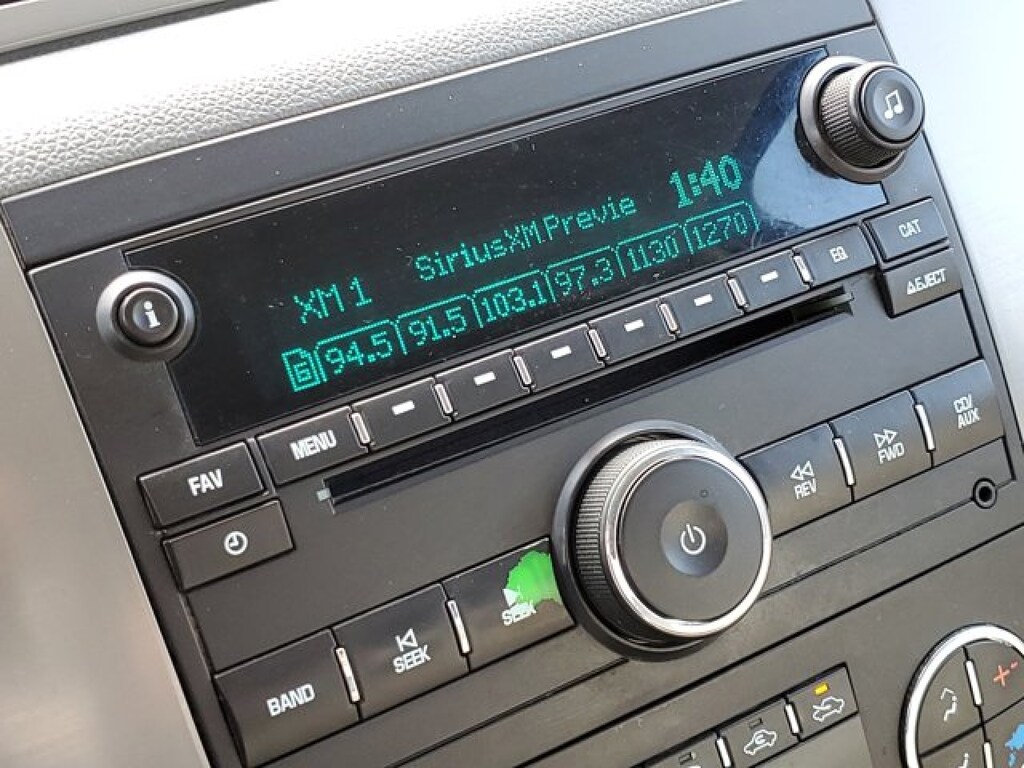 1:40
XM 1 SiriusXM Previe
94.5 91.5 103.1 97.3 1130 1270
i
CAT
EQ
EJECT
MENU
FAV
CD/
AUX
FWD
REV
SEEK
SEEK
BAND